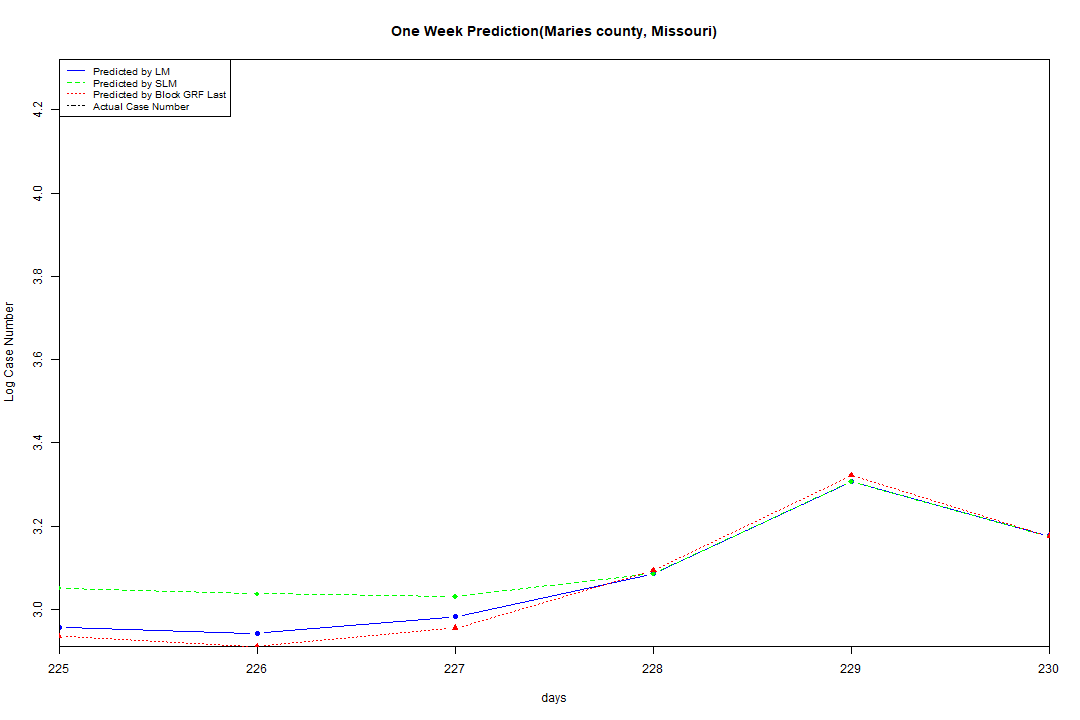 One Week Prediction(Maries county, Missouri)
Predicted by LM
Predicted by SLM
Predicted by Block GRF Last
Actual Case Number
4.2
4.0
3.8
3.6
3.4
3.2
3.0
Log Case Number
225 226 227 228 229 230
days